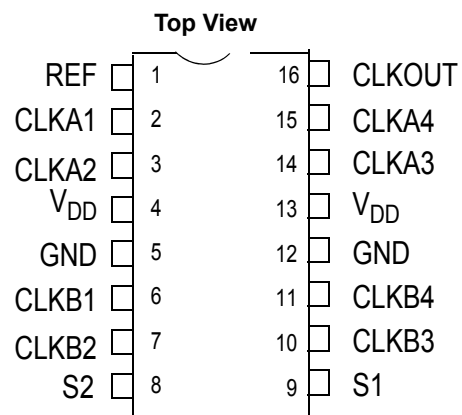 Top View
REF 1 16 CLKOUT
CLKA1 2 15 CLKA4
CLKA2 3 14 CLKA3
VDD 4 13 VDD
GND 5 12 GND
CLKB1 6 11 CLKB4
CLKB2 7 10 CLKB3
S2 8 9 S1